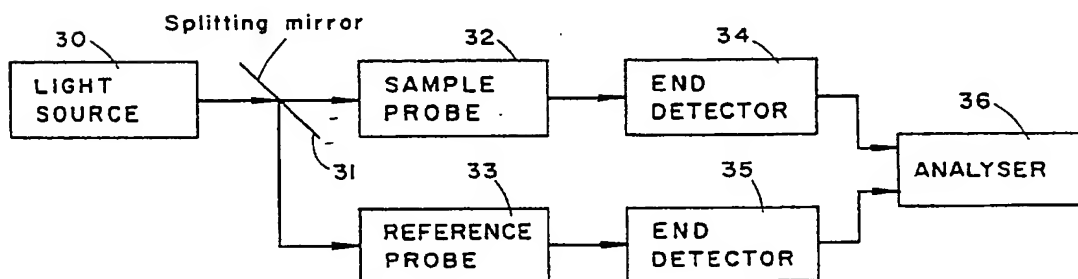 Splitting mirror
30
32
34
LIGHT
SOURCE
SAMPLE
PROBE
END
DETECTOR
36
31
33
35
ANALYSER
REFERENCE
PROBE
END
DETECTOR